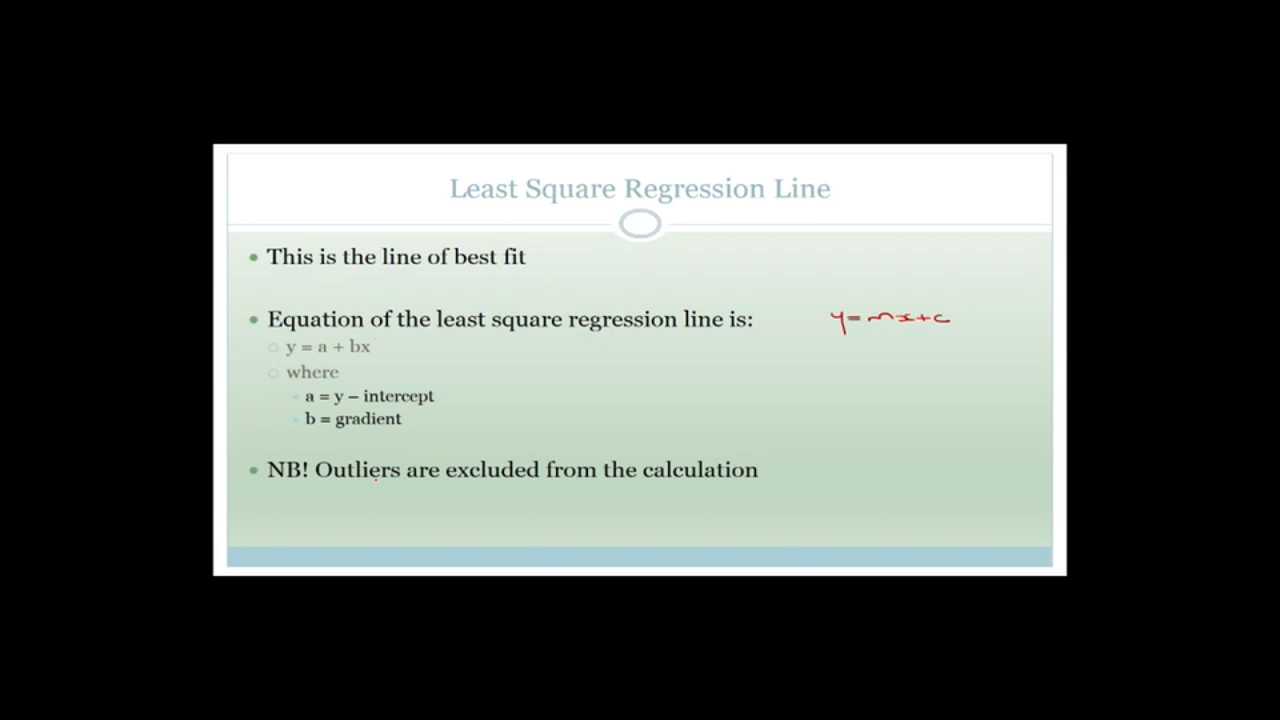 Least Square Regression Line
This is the line of best fit
Equation of the least square regression line is: y=mx+c
y = a + bx
where
a = y – intercept
b = gradient
NB! Outliers are excluded from the calculation